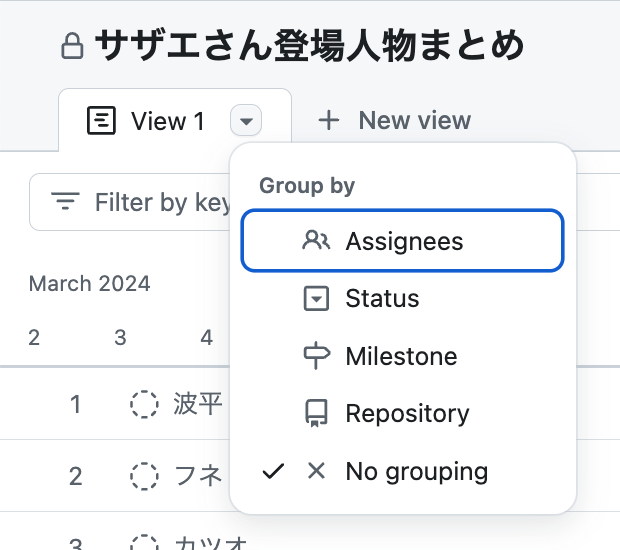 サザエさん登場人物まとめ
View 1
New view
Group by
Filter by key
Assignees
March 2024
Status
2 3 4
Milestone
1 波平
Repository
2 フネ
No grouping
3 カツオ